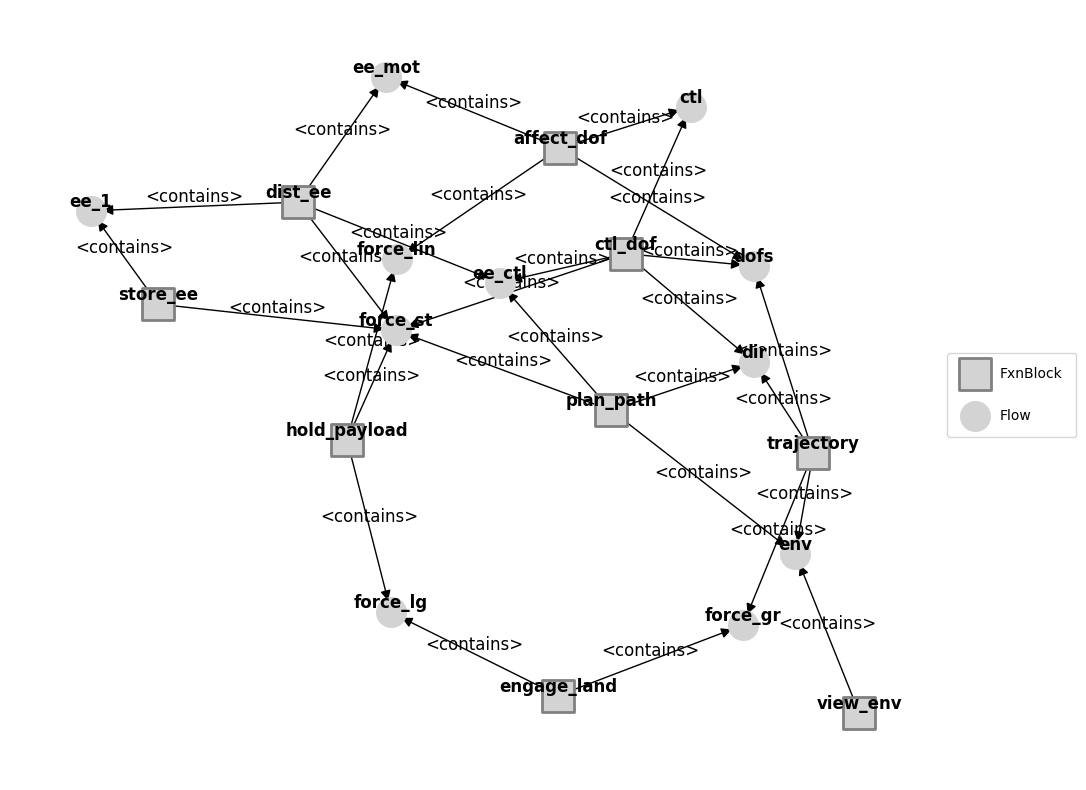 ee_mot
<contains>
ctl
<contains>
<contains>
affect_dof
<contains>
dist_ee
<contains>
<contains>
<contains>
ee_1
<contains>
<contains>
force_lin
ctl_dof
<contains>
<contains>
<contains>
dofs
ee_ctl
<contains>
store_ee
<contains>
<contains>
force_st
<contains>
<contains>
<contains>
dir
<contains>
<contains>
<contains>
<contains>
FxnBlock
plan_path
<contains>
Flow
hold_payload
trajectory
<contains>
<contains>
<contains>
<contains>
env
force_lg
force_gr
<contains>
<contains>
<contains>
engage_land
view_env